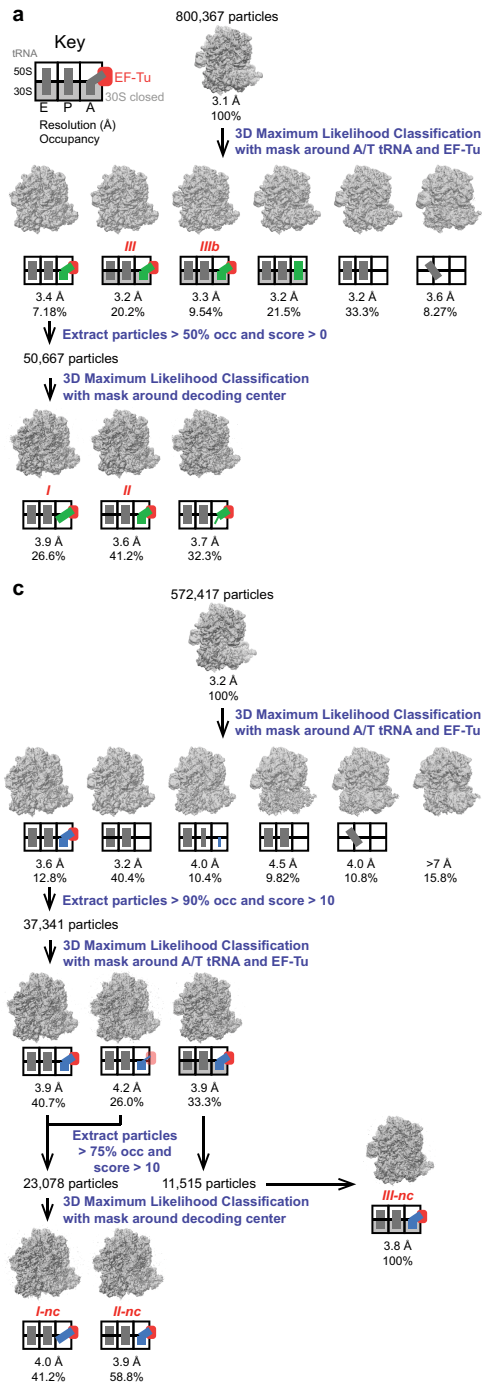 a
Key
tRNA
50S
30S
EF-Tu
30S closed
E P A
Resolution (Å)
Occupancy
800,367 particles
3.1 Å
100%
3D Maximum Likelihood Classification
with mask around A/T tRNA and EF-Tu
III IIIb
3.4 Å 3.2 Å 3.3 Å 3.2 Å 3.2 Å 3.6 Å
7.18% 20.2% 9.54% 21.5% 33.3% 8.27%
Extract particles > 50% occ and score > 0
50,667 particles
3D Maximum Likelihood Classification
with mask around decoding center
I II
3.9 Å 3.6 Å 3.7 Å
26.6% 41.2% 32.3%
c
572,417 particles
3.2 Å
100%
3D Maximum Likelihood Classification
with mask around A/T tRNA and EF-Tu
3.6 Å 3.2 Å 4.0 Å 4.5 Å 4.0 Å >7 Å
12.8% 40.4% 10.4% 9.82% 10.8% 15.8%
Extract particles > 90% occ and score > 10
37,341 particles
3D Maximum Likelihood Classification
with mask around A/T tRNA and EF-Tu
3.9 Å 4.2 Å 3.9 Å
40.7% 26.0% 33.3%
Extract particles
> 75% occ and
score > 10
23,078 particles 11,515 particles
III-nc
3.8 Å
100%
3D Maximum Likelihood Classification
with mask around decoding center
I-nc II-nc
4.0 Å 3.9 Å
41.2% 58.8%